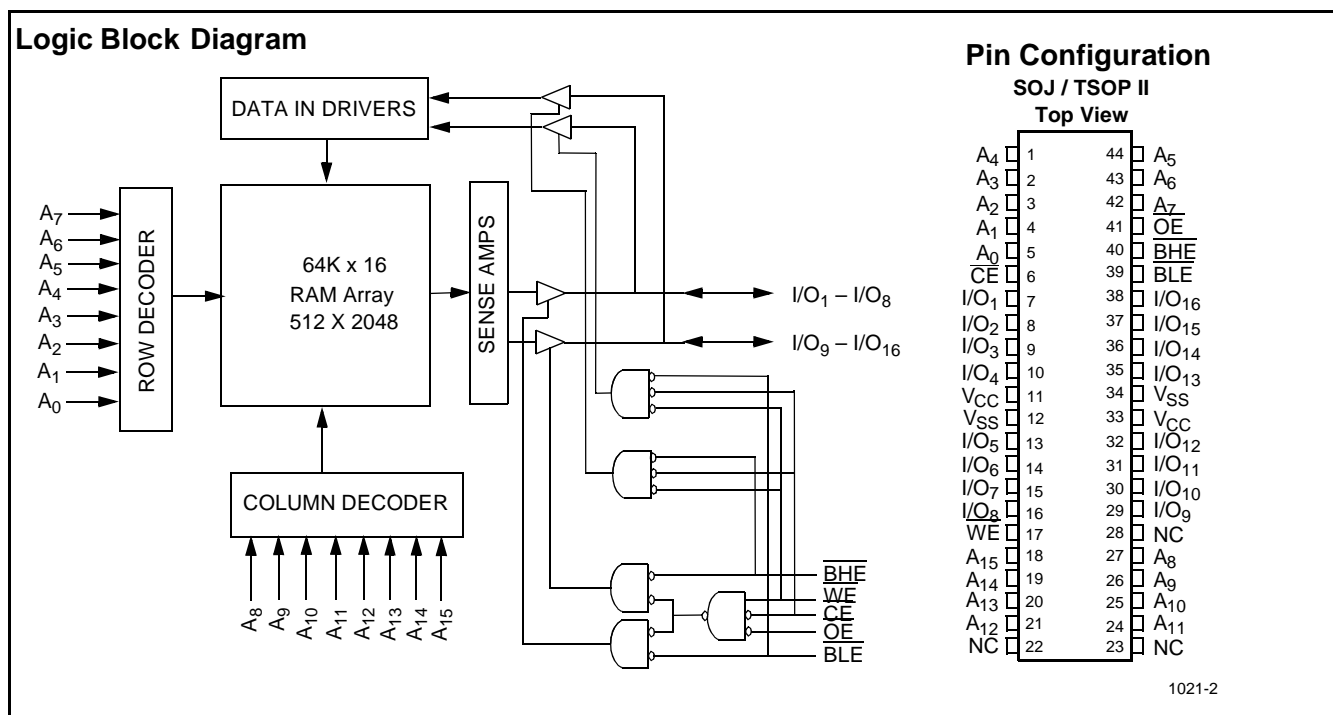 Logic Block Diagram
DATA IN DRIVERS
A7
A6
A5
A4
A3
A2
A1
A0
ROW DECODER
64K x 16
RAM Array
512 X 2048
SENSE AMPS
I/O1 – I/O8
I/O9 – I/O16
COLUMN DECODER
A8
A9
A10
A11
A12
A13
A14
A15
BHE
WE
CE
OE
BLE
Pin Configuration
SOJ / TSOP II
Top View
A4 1 44 A5
A3 2 43 A6
A2 3 42 A7
A1 4 41 OE
A0 5 40 BHE
CE 6 39 BLE
I/O1 7 38 I/O16
I/O2 8 37 I/O15
I/O3 9 36 I/O14
I/O4 10 35 I/O13
VCC 11 34 VSS
VSS 12 33 VCC
I/O5 13 32 I/O12
I/O6 14 31 I/O11
I/O7 15 30 I/O10
I/O8 16 29 I/O9
WE 17 28 NC
A15 18 27 A8
A14 19 26 A9
A13 20 25 A10
A12 21 24 A11
NC 22 23 NC
1021-2